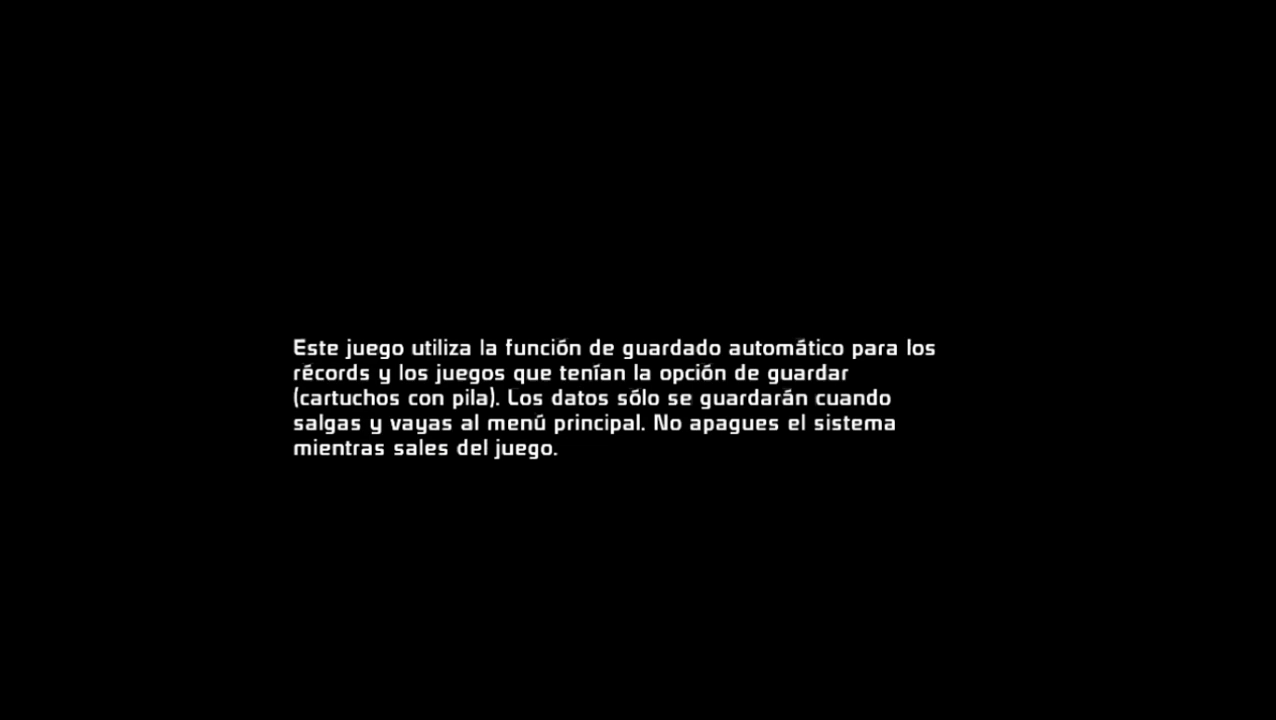 Este juego utiliza la función de guardado automático para los
récords y los juegos que tenían la opción de guardar
(cartuchos con pila). Los datos sólo se guardarán cuando
salgas y vayas al menú principal. No apagues el sistema
mientras sales del juego.